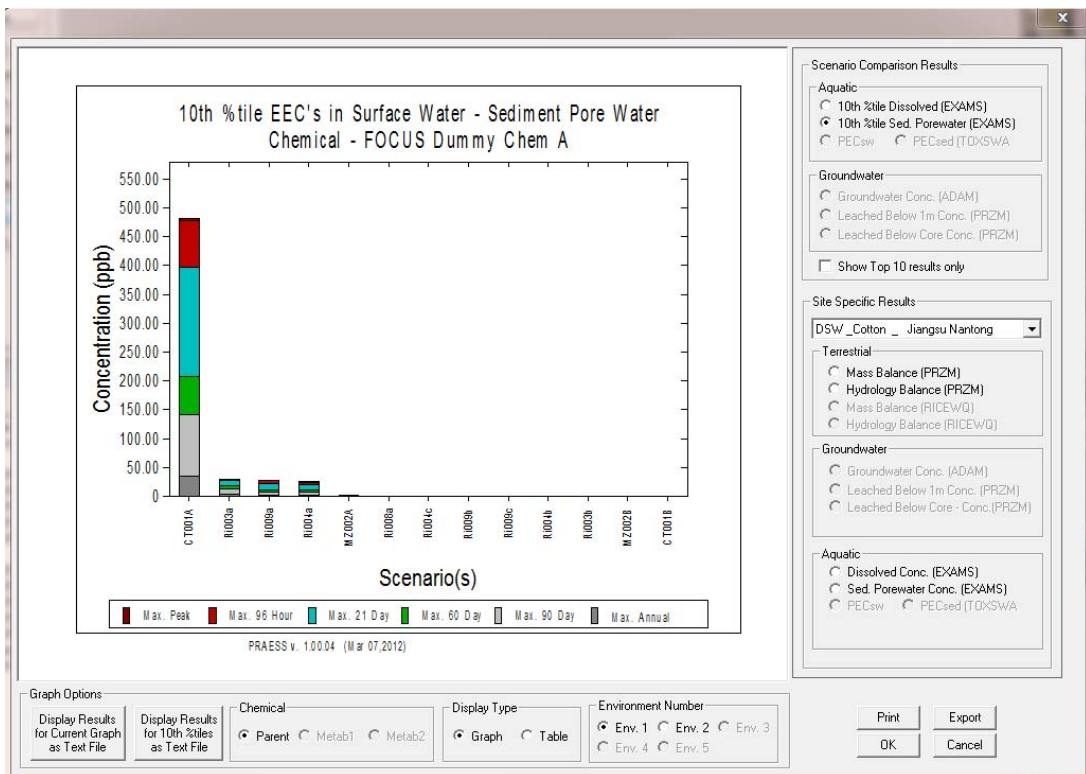 x
10th %tile EEC's in Surface Water - Sediment Pore Water
Chemical - FOCUS Dummy Chem A
Concentration (ppb)
550.00
500.00
450.00
400.00
350.00
300.00
250.00
200.00
150.00
100.00
50.00
0
CT001A
Ri003a
Ri009a
Ri004a
MZ002A
Ri008a
Ri004c
Ri009b
Ri009c
Ri004b
Ri003b
MZ002B
CT001B
Scenario(s)
Max. Peak Max. 96 Hour Max. 21 Day Max. 60 Day Max. 90 Day Max. Annual
PRAESS v. 1.00.04 (Mar 07,2012)
Scenario Comparison Results
Aquatic
10th %tile Dissolved (EXAMS)
10th %tile Sed. Porewater (EXAMS)
PECsw PECsed (TOXSWA
Groundwater
Groundwater Conc. (ADAM)
Leached Below 1m Conc. (PRZM)
Leached Below Core Conc. (PRZM)
Show Top 10 results only
Site Specific Results
DSW _Cotton _ Jiangsu Nantong
Terrestrial
Mass Balance (PRZM)
Hydrology Balance (PRZM)
Mass Balance (RICEWQ)
Hydrology Balance (RICEWQ)
Groundwater
Groundwater Conc. (ADAM)
Leached Below 1m Conc. (PRZM)
Leached Below Core - Conc.(PRZM)
Aquatic
Dissolved Conc. (EXAMS)
Sed. Porewater Conc. (EXAMS)
PECsw PECsed (TOXSWA
Graph Options
Display Results
for Current Graph
as Text File
Display Results
for 10th %tiles
as Text File
Chemical
Parent Metab1 Metab2
Display Type
Graph Table
Environment Number
Env. 1 Env. 2 Env. 3
Env. 4 Env. 5
Print Export
OK Cancel